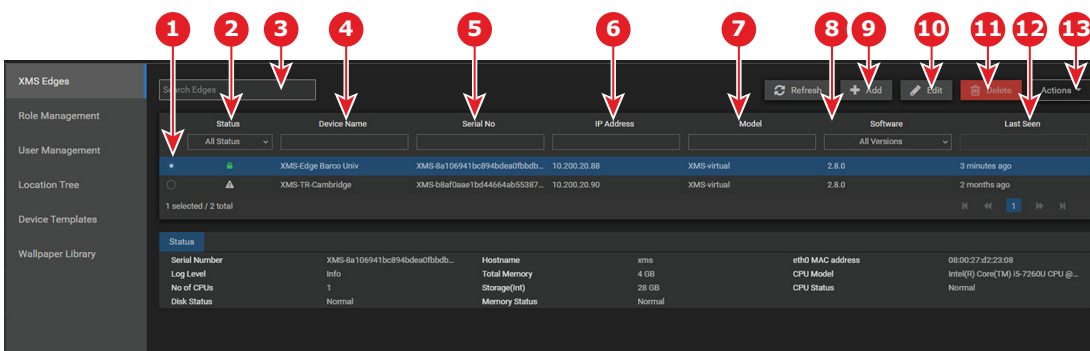 1 2 3 4 5 6 7 8 9 10 11 12 13
XMS Edges
Search Edges
Refresh Add Edit Delete Actions
Role Management
Status Device Name Serial No IP Address Model Software Last Seen
User Management
All Status All Versions
XMS-Edge Barco Univ XMS-8a106941bc894bdea0fbbdb... 10.200.20.88 XMS-virtual 2.8.0 3 minutes ago
Location Tree
XMS-TR-Cambridge XMS-b8af0aae1bd44664ab55387... 10.200.20.90 XMS-virtual 2.8.0 2 months ago
1 selected / 2 total 1
Device Templates
Status
Wallpaper Library
Serial Number XMS-8a106941bc894bdea0fbbdb... Hostname xms eth0 MAC address 08:00:27:d2:23:08
Log Level Info Total Memory 4 GB CPU Model Intel(R) Core(TM) i5-7260U CPU @...
No of CPUs 1 Storage(Int) 28 GB CPU Status Normal
Disk Status Normal Memory Status Normal